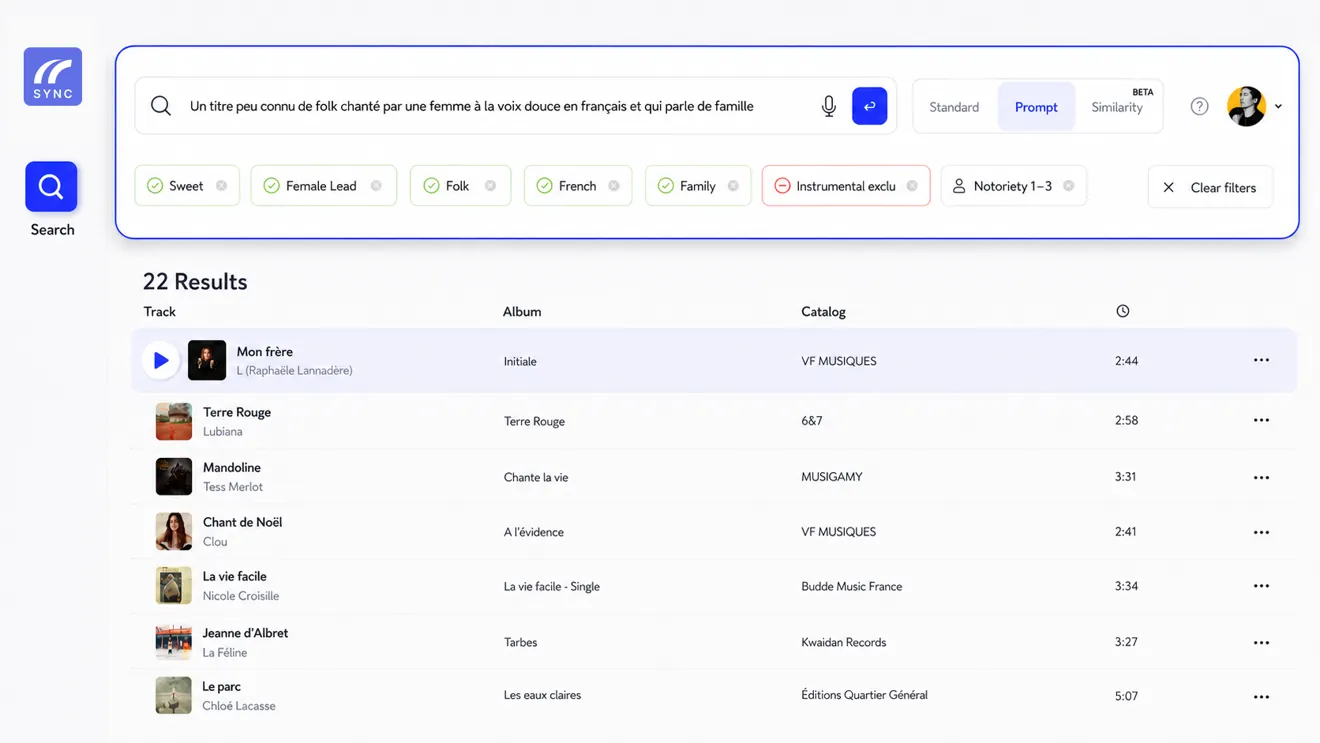 SYNC
Search
Un titre peu connu de folk chanté par une femme à la voix douce en français et qui parle de famille
Standard
Prompt
Similarity
BETA
?
Sweet
Female Lead
Folk
French
Family
Instrumental exclu
Notoriety 1–3
Clear filters
22 Results
Track Album Catalog
Mon frère
L (Raphaële Lannadère)
Initiale
VF MUSIQUES
2:44
Terre Rouge
Lubiana
Terre Rouge
6&7
2:58
Mandoline
Tess Merlot
Chante la vie
MUSIGAMY
3:31
Chant de Noël
Clou
A l'évidence
VF MUSIQUES
2:41
La vie facile
Nicole Croisille
La vie facile - Single
Budde Music France
3:34
Jeanne d'Albret
La Féline
Tarbes
Kwaidan Records
3:27
Le parc
Chloé Lacasse
Les eaux claires
Éditions Quartier Général
5:07